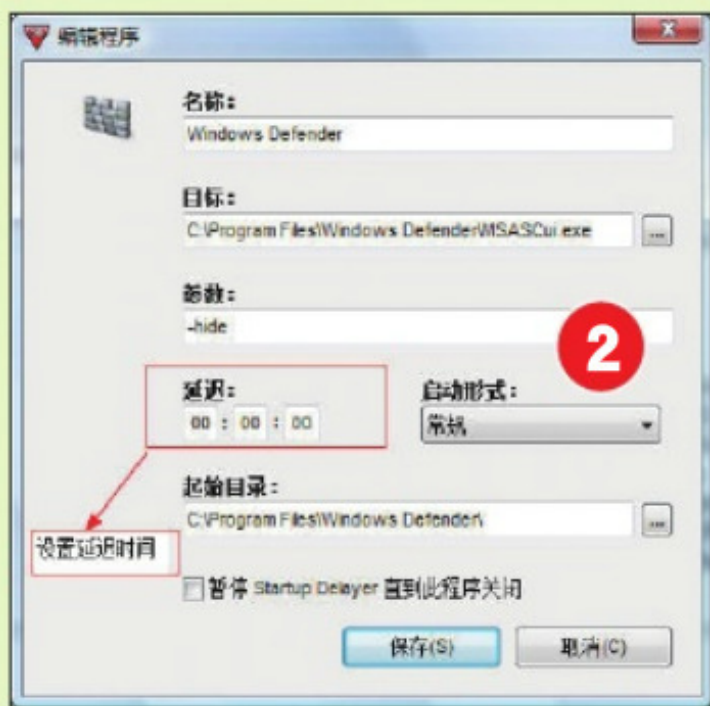 编辑程序
名称：
Windows Defender
目标：
C:\Program Files\Windows Defender\MSASCui.exe
...
参数：
-hide
2
延迟：
启动形式：
00 : 00 : 00
常规
起始目录：
C:\Program Files\Windows Defender\
...
设置延迟时间
暂停 Startup Delayer 直到此程序关闭
保存(S)
取消(C)